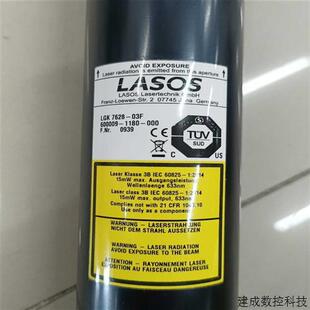 AVOID EXPOSURE
Laser radiation is emitted from this aperture
LASOS
LASOS Lasertechnik GmbH
Franz-Loewen-Str. 2 07745 Jena Germany
LGK 7628-03F
600009-1180-000
F.Nr. 0939
TÜV
SÜD
C US
Laser Klasse 3B IEC 60825-1:2014
15mW max. Ausgangsleistung
Wellenlaenge 633nm
Laser class 3B IEC 60825-1:2014
15mW max. output, 633nm
Complies not with 21 CFR 1040.10
Use only as a component
WARNUNG -LASERSTRAHLUNG
NICHT DEM STRAHL AUSSETZEN
WARNING - LASER RADIATION
AVOID EXPOSURE TO THE BEAM
ATTENTION - RAYONNEMENT LASER
EXPOSITION AU FAISCEAU DANGEREUSE
建成数控科技